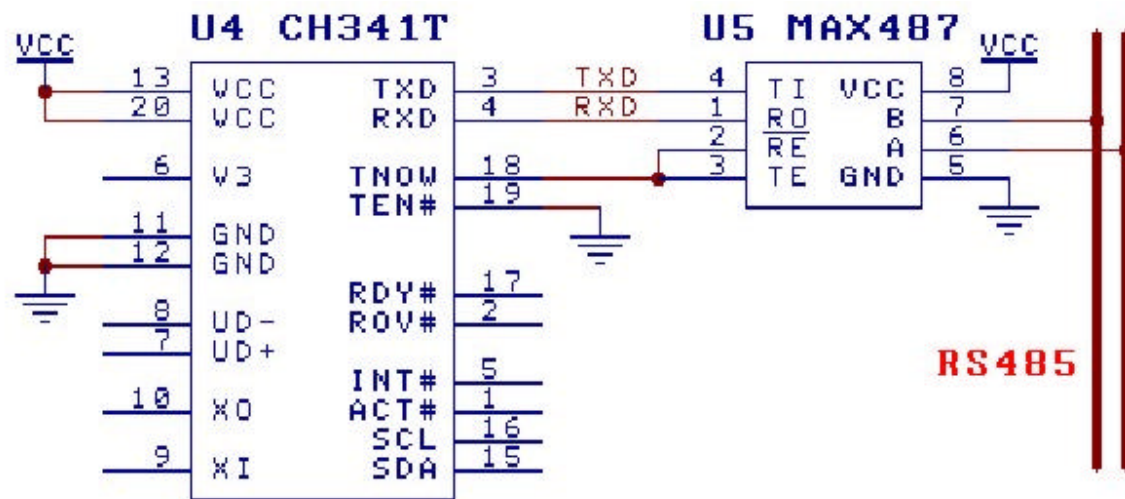 U4 CH341T
U5 MAX487
VCC
VCC
13 VCC
20 VCC
6 V3
11 GND
12 GND
8 UD-
7 UD+
10 XO
9 XI
TXD 3
RXD 4
TNOW 18
TEN# 19
RDY# 17
ROV# 2
INT# 5
ACT# 1
SCL 16
SDA 15
TXD
RXD
4 TI
1 RO
2 RE
3 TE
VCC 8
B 7
A 6
GND 5
RS485